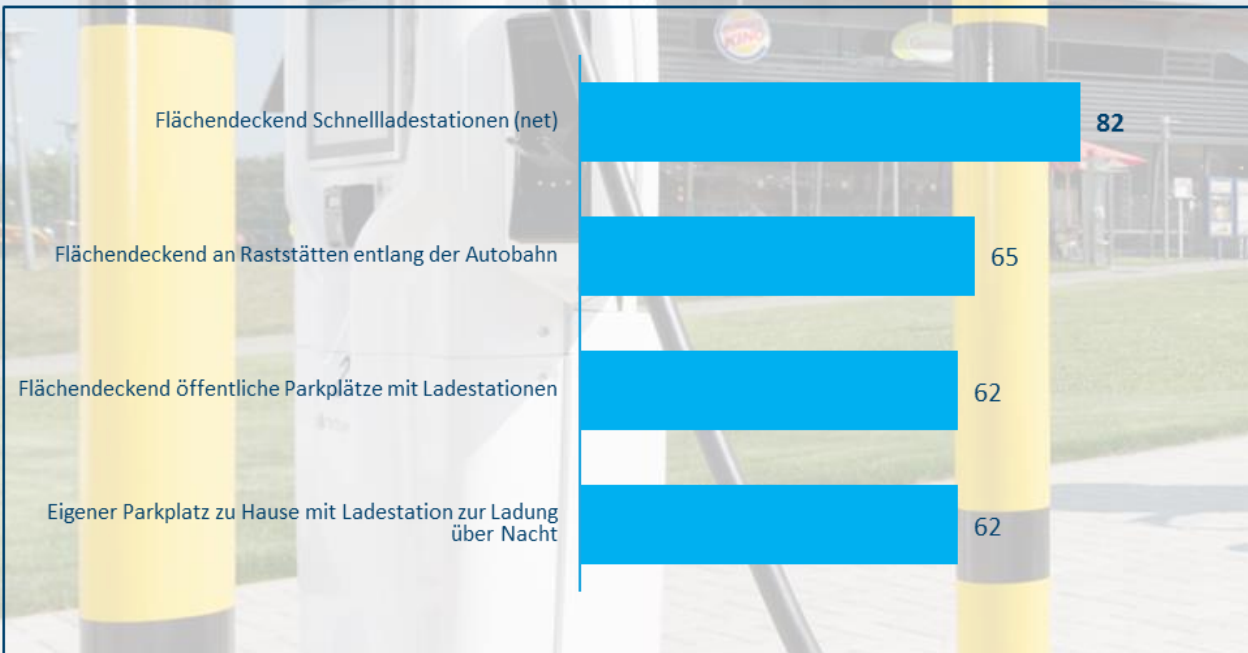 Flächendeckend Schnellladestationen (net)
82
Flächendeckend an Raststätten entlang der Autobahn
65
Flächendeckend öffentliche Parkplätze mit Ladestationen
62
Eigener Parkplatz zu Hause mit Ladestation zur Ladung
über Nacht
62
KING